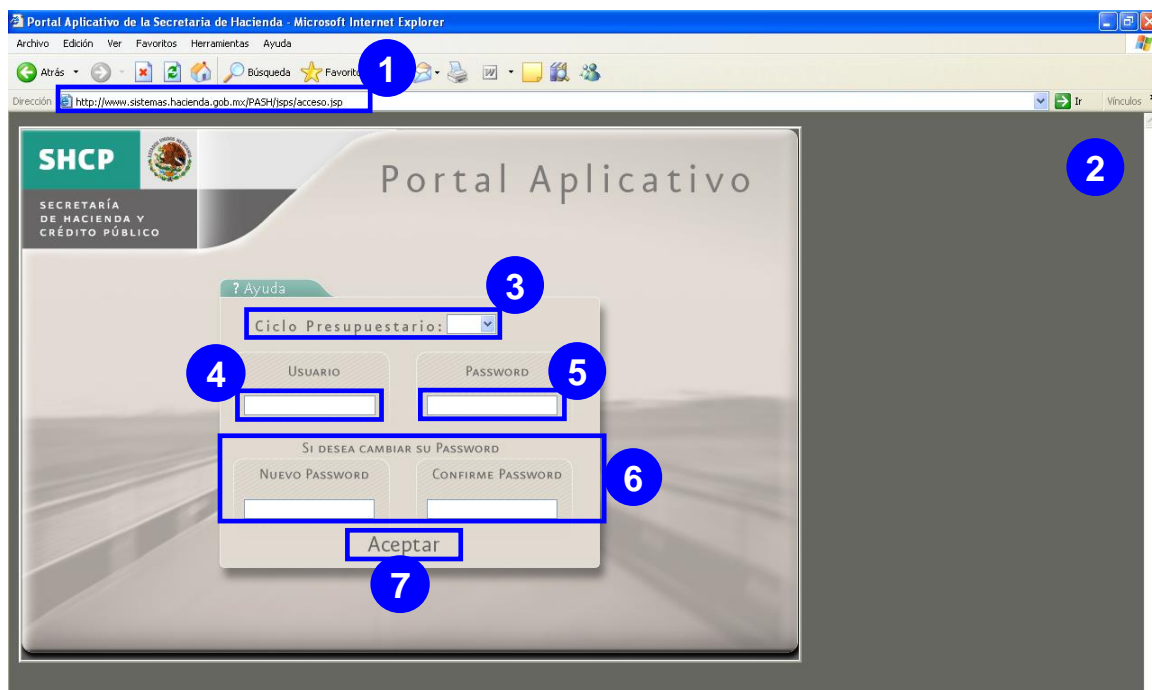 Portal Aplicativo de la Secretaria de Hacienda - Microsoft Internet Explorer
Archivo Edición Ver Favoritos Herramientas Ayuda
Atrás Búsqueda 1
Dirección http://www.sistemas.hacienda.gob.mx/PASH/jsps/acceso.jsp Ir Vínculos
SHCP
SECRETARÍA
DE HACIENDA Y
CRÉDITO PÚBLICO
Portal Aplicativo
2
? Ayuda
3
Ciclo Presupuestario:
4 USUARIO PASSWORD 5
SI DESEA CAMBIAR SU PASSWORD
NUEVO PASSWORD CONFIRME PASSWORD 6
Aceptar
7